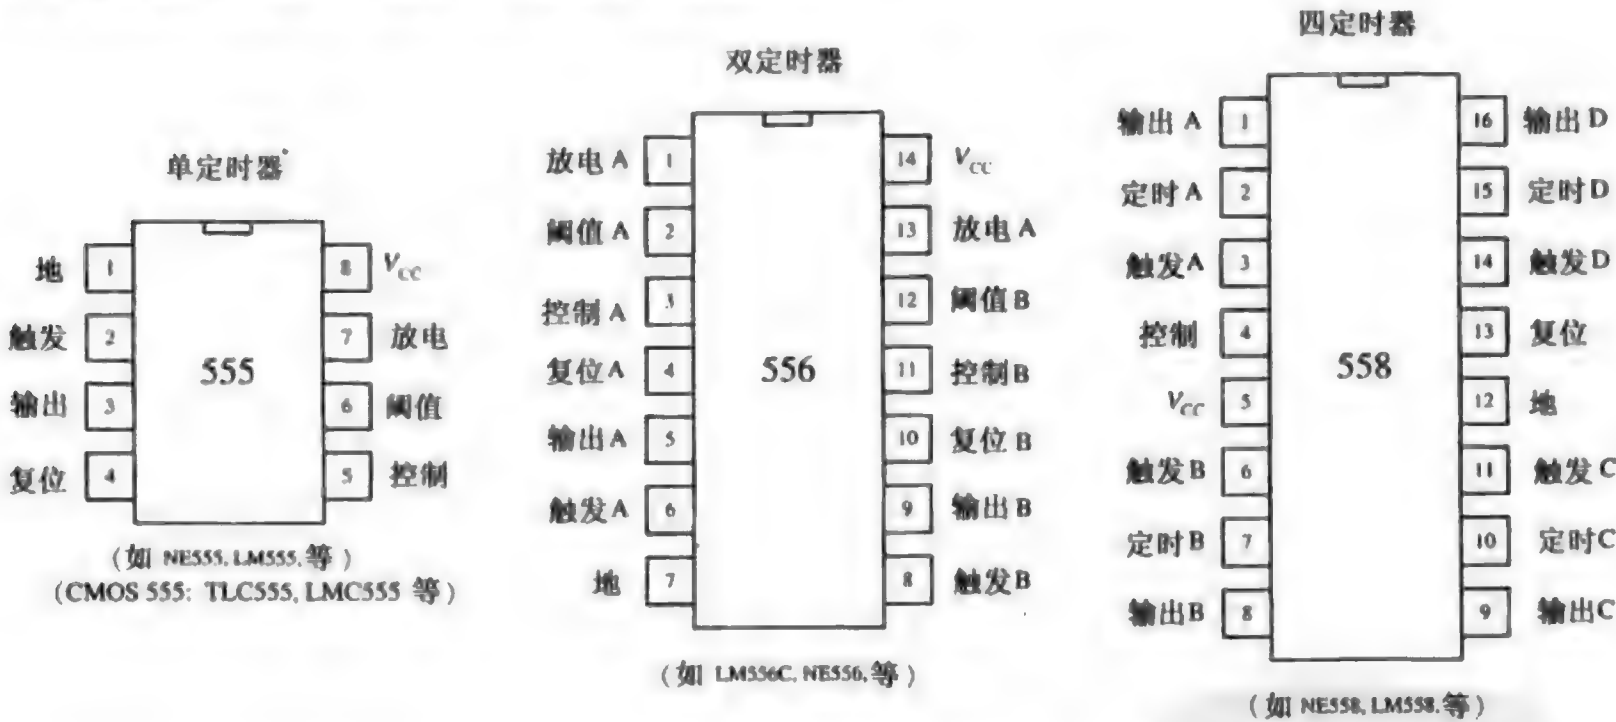 单定时器*
地 1
触发 2
输出 3
复位 4
555
8 VCC
7 放电
6 阈值
5 控制
(如 NE555, LM555, 等)
(CMOS 555: TLC555, LMC555 等)
双定时器
放电 A 1
阈值 A 2
控制 A 3
复位 A 4
输出 A 5
触发 A 6
地 7
556
14 VCC
13 放电 A
12 阈值 B
11 控制 B
10 复位 B
9 输出 B
8 触发 B
(如 LM556C, NE556, 等)
四定时器
输出 A 1
定时 A 2
触发 A 3
控制 4
VCC 5
触发 B 6
定时 B 7
输出 B 8
558
16 输出 D
15 定时 D
14 触发 D
13 复位
12 地
11 触发 C
10 定时 C
9 输出 C
(如 NE558, LM558, 等)